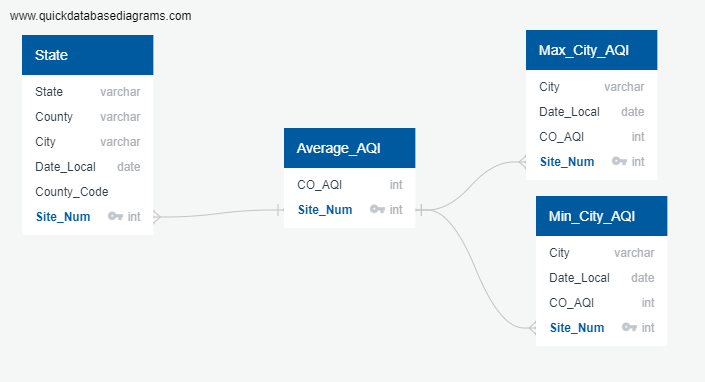 www.quickdatabasediagrams.com
State
State varchar
County varchar
City varchar
Date_Local date
County_Code
Site_Num int
Average_AQI
CO_AQI int
Site_Num int
Max_City_AQI
City varchar
Date_Local date
CO_AQI int
Site_Num int
Min_City_AQI
City varchar
Date_Local date
CO_AQI int
Site_Num int